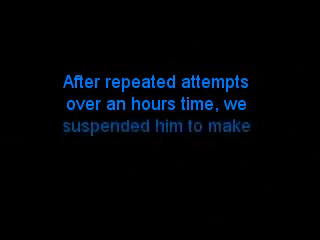 After repeated attempts
over an hours time, we
suspended him to make